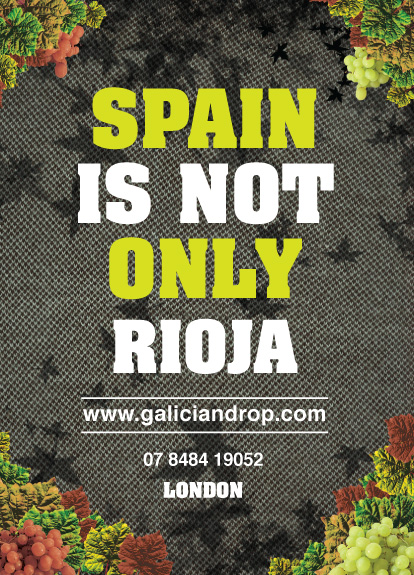 SPAIN
IS NOT
ONLY
RIOJA
www.galiciandrop.com
07 8484 19052
LONDON